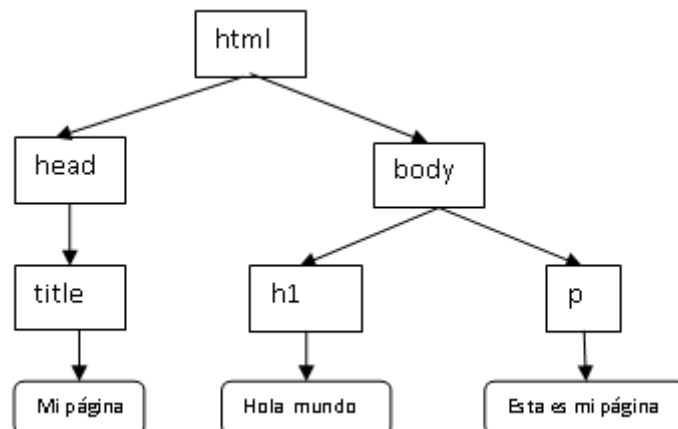 html
head
body
title
h1
p
Mi página
Hola mundo
Esta es mi página